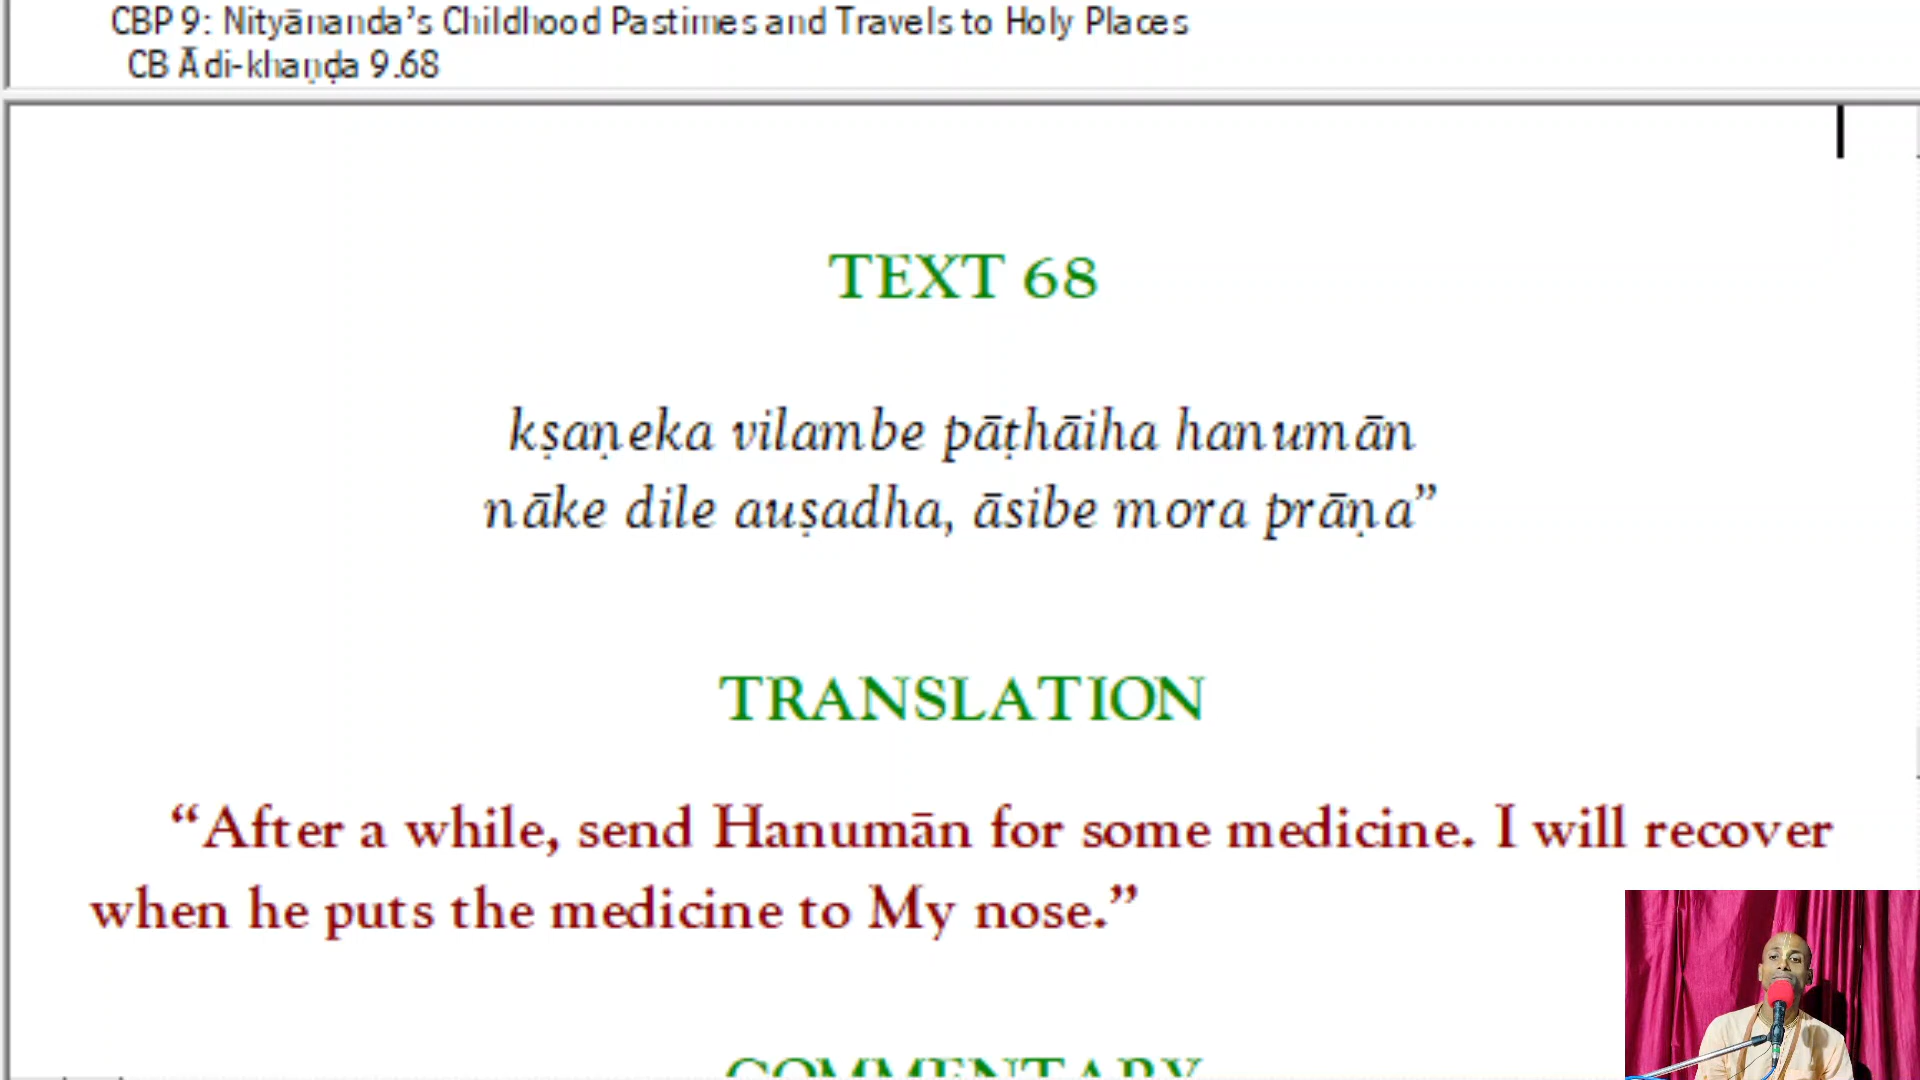 CBP 9: Nityānanda’s Childhood Pastimes and Travels to Holy Places
CB Ādi-khaṇḍa 9.68
TEXT 68
kṣaṇeka vilambe pāṭhāiha hanumān
nāke dile auṣadha, āsibe mora prāṇa”
TRANSLATION
“After a while, send Hanumān for some medicine. I will recover
when he puts the medicine to My nose.”
COMMENTARY